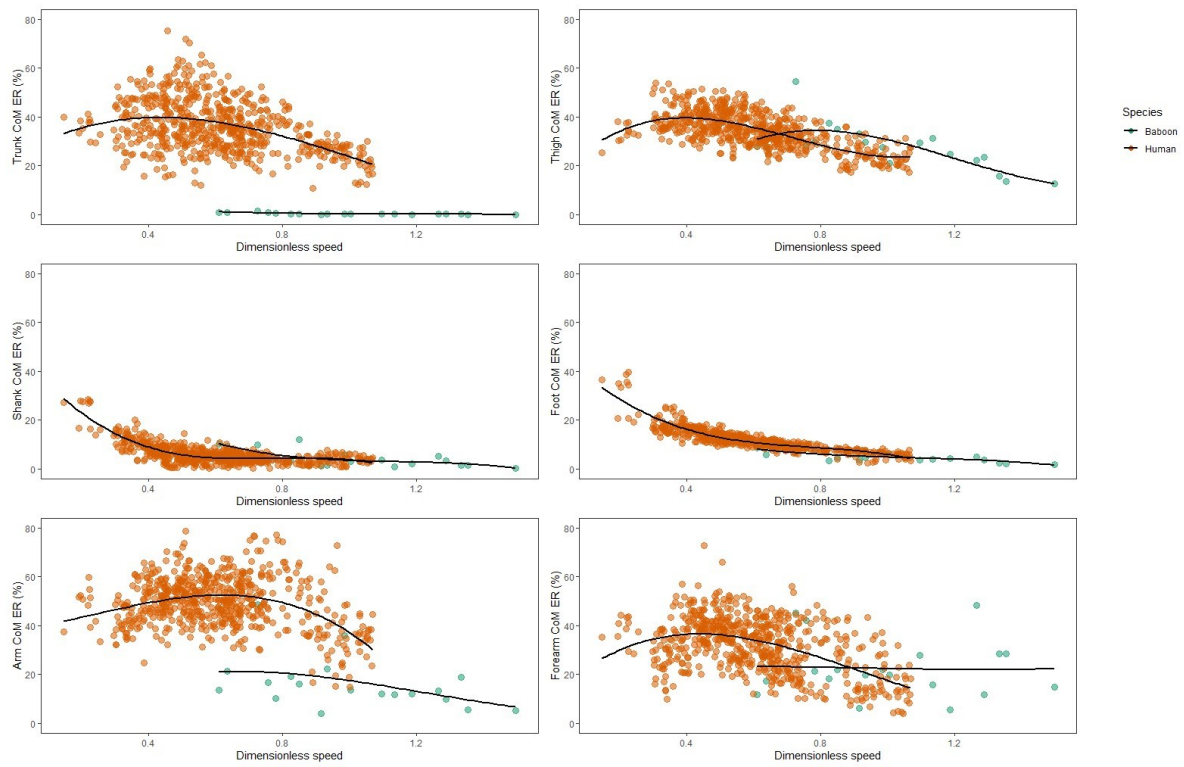 Trunk CoM ER (%)
80
60
40
20
0
0.4 0.8 1.2
Dimensionless speed
Thigh CoM ER (%)
80
60
40
20
0
0.4 0.8 1.2
Dimensionless speed
Species
Baboon
Human
Shank CoM ER (%)
80
60
40
20
0
0.4 0.8 1.2
Dimensionless speed
Foot CoM ER (%)
80
60
40
20
0
0.4 0.8 1.2
Dimensionless speed
Arm CoM ER (%)
80
60
40
20
0
0.4 0.8 1.2
Dimensionless speed
Forearm CoM ER (%)
80
60
40
20
0
0.4 0.8 1.2
Dimensionless speed